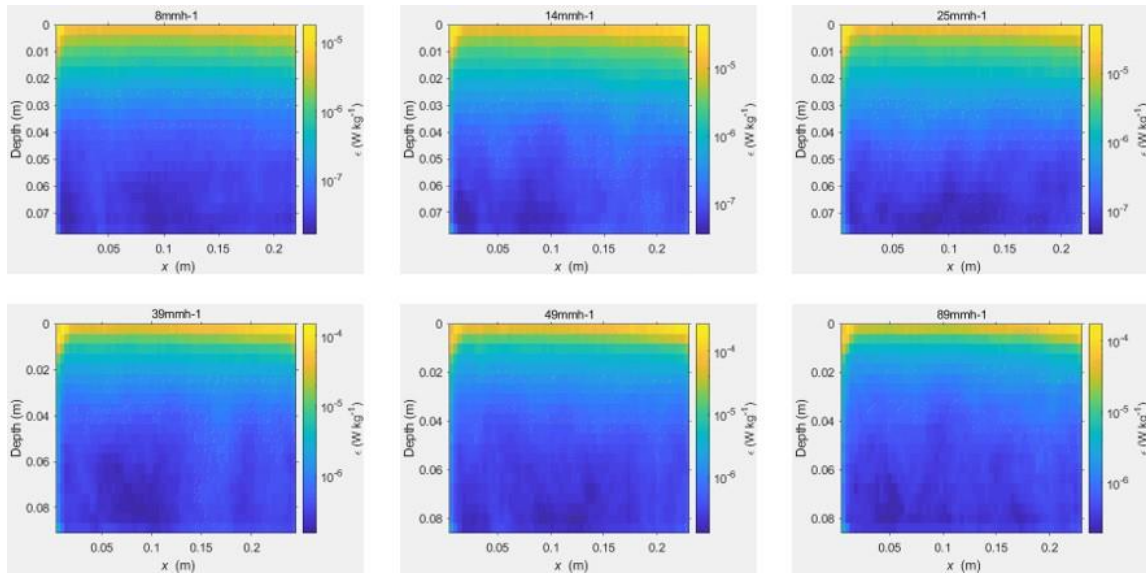 8mmh-1
0
0.01
0.02
0.03
0.04
0.05
0.06
0.07
Depth (m)
0.05 0.1 0.15 0.2
x (m)
10⁻⁵
10⁻⁶
10⁻⁷
ϵ (W kg⁻¹)
14mmh-1
0
0.01
0.02
0.03
0.04
0.05
0.06
0.07
Depth (m)
0.05 0.1 0.15 0.2
x (m)
10⁻⁵
10⁻⁶
10⁻⁷
ϵ (W kg⁻¹)
25mmh-1
0
0.01
0.02
0.03
0.04
0.05
0.06
0.07
Depth (m)
0.05 0.1 0.15 0.2
x (m)
10⁻⁵
10⁻⁶
10⁻⁷
ϵ (W kg⁻¹)
39mmh-1
0
0.02
0.04
0.06
0.08
Depth (m)
0.05 0.1 0.15 0.2
x (m)
10⁻⁴
10⁻⁵
10⁻⁶
ϵ (W kg⁻¹)
49mmh-1
0
0.02
0.04
0.06
0.08
Depth (m)
0.05 0.1 0.15 0.2
x (m)
10⁻⁴
10⁻⁵
10⁻⁶
ϵ (W kg⁻¹)
89mmh-1
0
0.02
0.04
0.06
0.08
Depth (m)
0.05 0.1 0.15 0.2
x (m)
10⁻⁴
10⁻⁵
10⁻⁶
ϵ (W kg⁻¹)